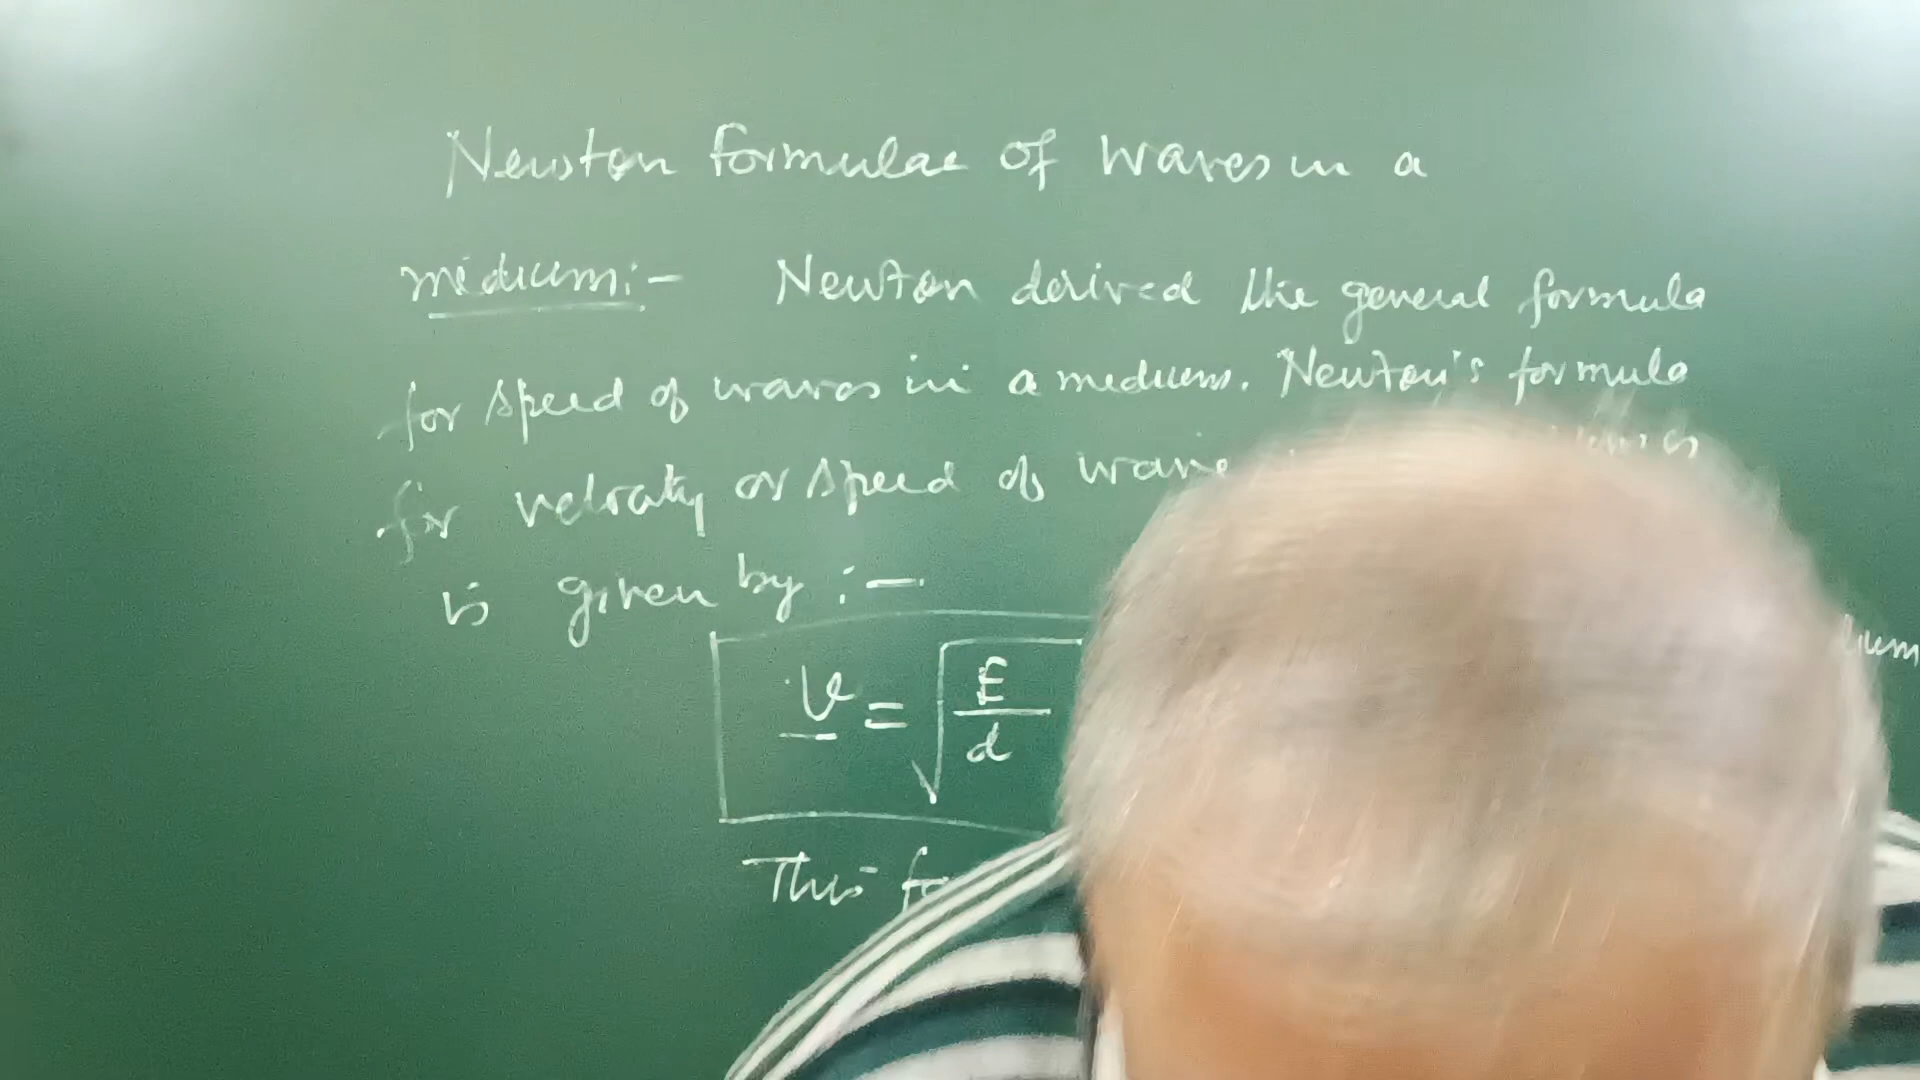 Newton formulae of waves in a
medium:- Newton derived the general formula
for speed of waves in a medium. Newton's formula
for velocity or speed of wave
is given by :-
v = √E/d
This